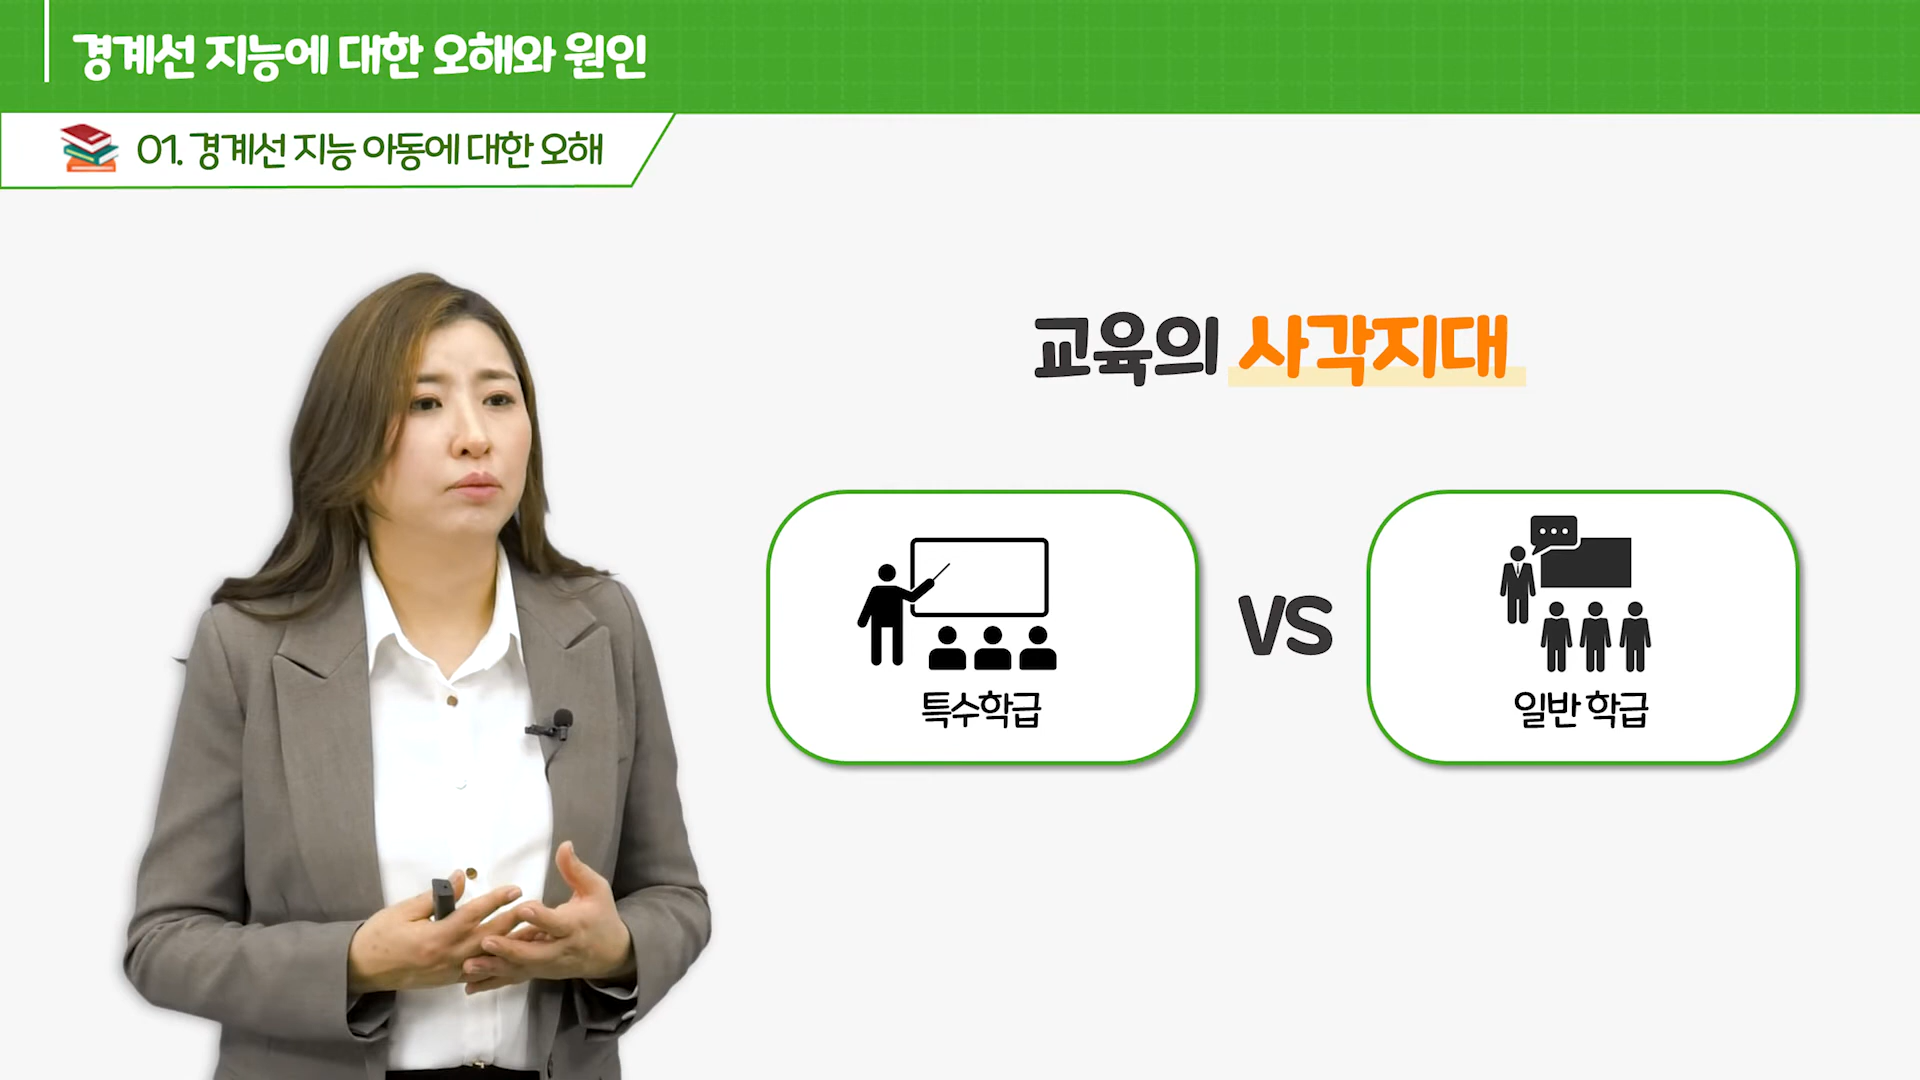 경계선 지능에 대한 오해와 원인
01. 경계선 지능 아동에 대한 오해
교육의 사각지대
특수학급
VS
일반 학급